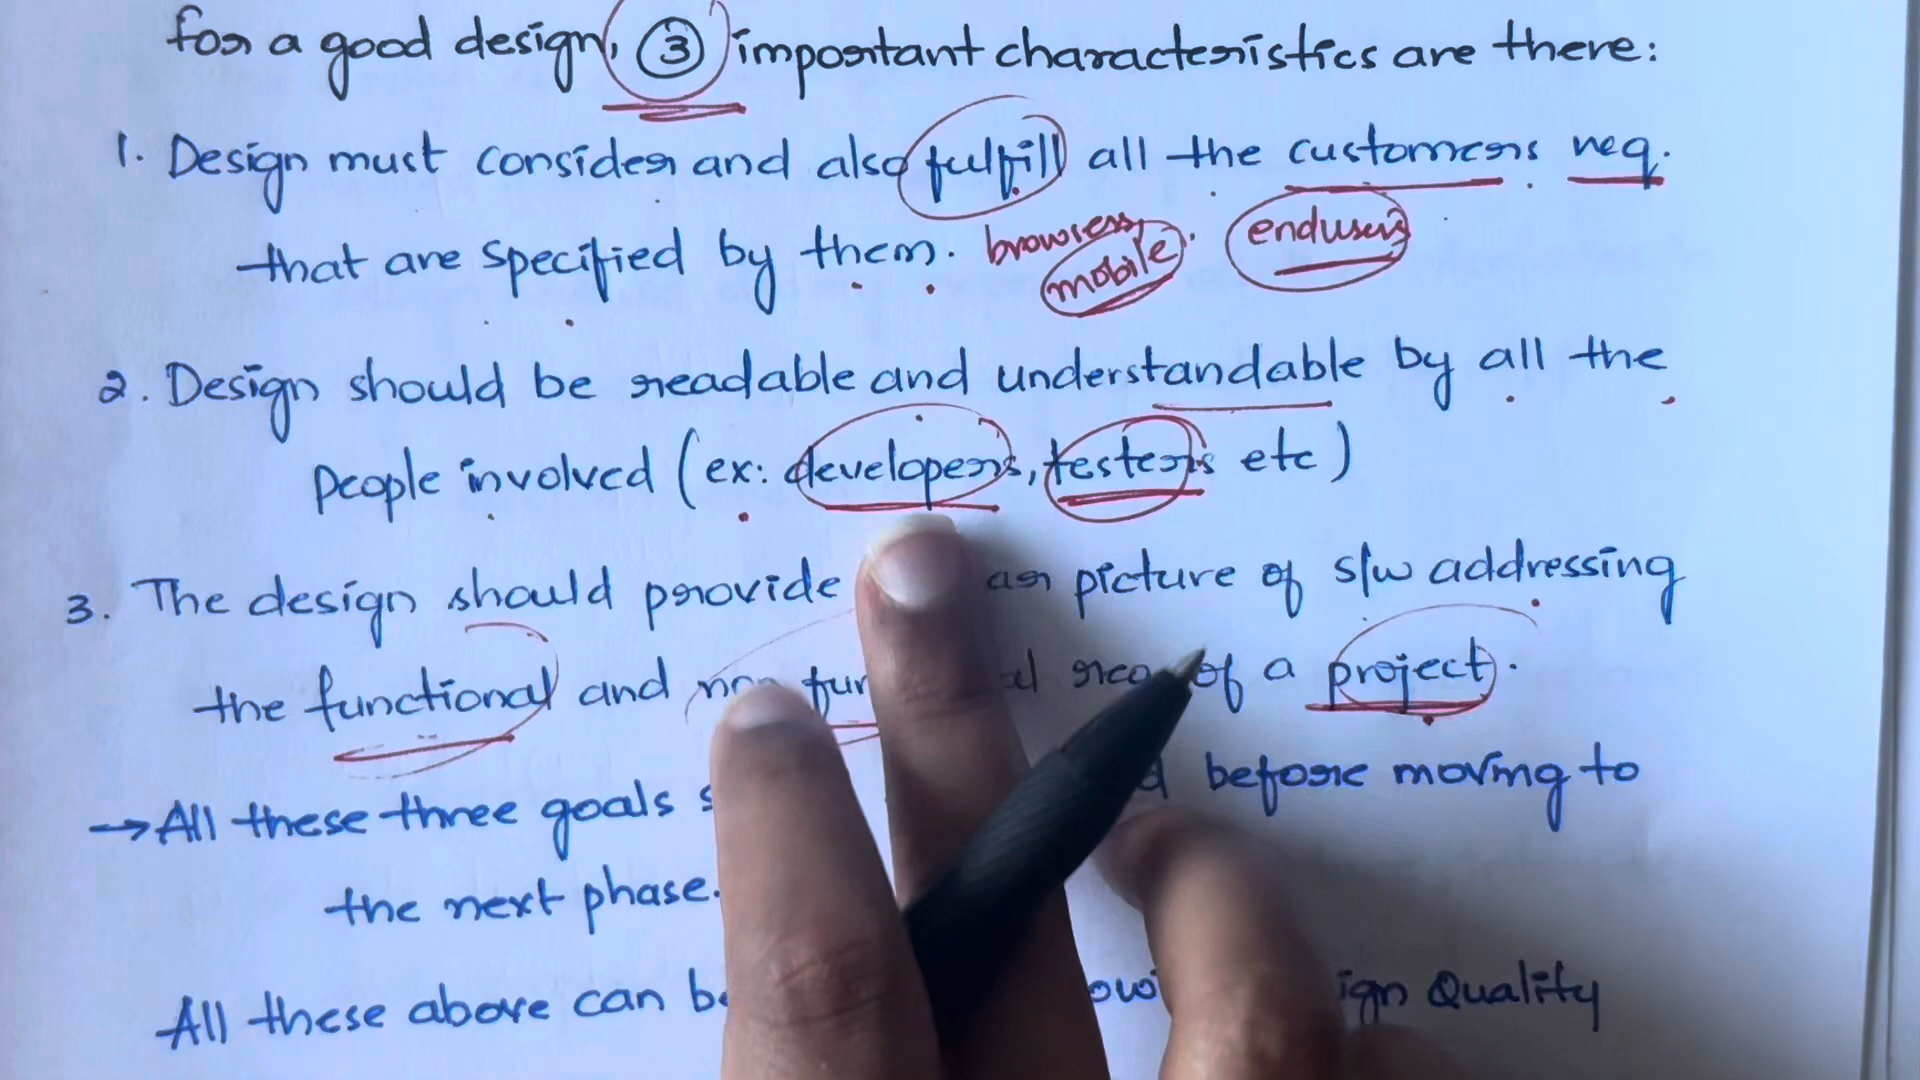 for a good design, 3 important characteristics are there:
1. Design must consider and also fulfill all the customers req.
that are specified by them. browsers, mobile. endusers
2. Design should be readable and understandable by all the
people involved (ex: developers, testers etc)
3. The design should provide picture of s/w addressing
the functional and of a project.
→ All these three goals before moving to
the next phase.
All these above can Quality